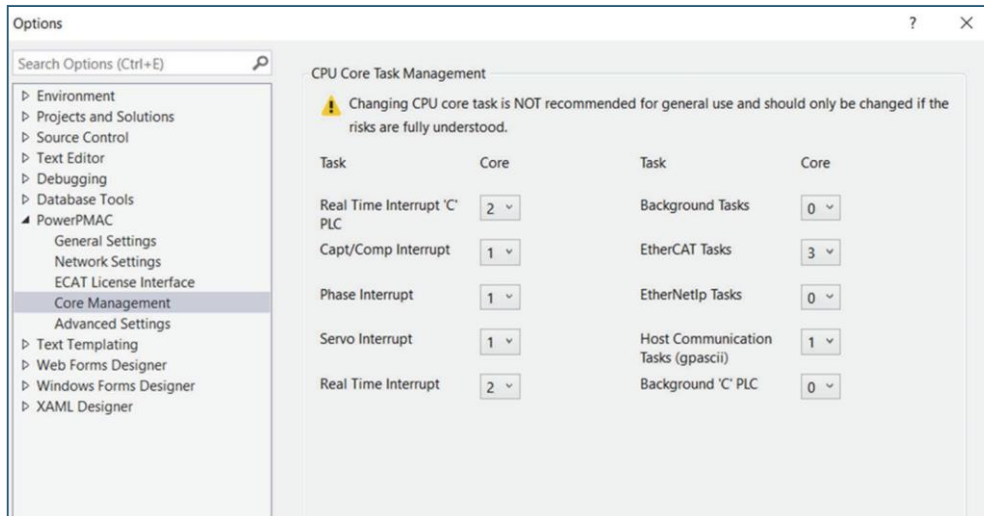 Options
?
Search Options (Ctrl+E)
Environment
Projects and Solutions
Source Control
Text Editor
Debugging
Database Tools
PowerPMAC
General Settings
Network Settings
ECAT License Interface
Core Management
Advanced Settings
Text Templating
Web Forms Designer
Windows Forms Designer
XAML Designer
CPU Core Task Management
Changing CPU core task is NOT recommended for general use and should only be changed if the
risks are fully understood.
Task Core Task Core
Real Time Interrupt 'C' 2 Background Tasks 0
PLC
Capt/Comp Interrupt 1 EtherCAT Tasks 3
Phase Interrupt 1 EtherNetIp Tasks 0
Servo Interrupt 1 Host Communication 1
Tasks (gpascii)
Real Time Interrupt 2 Background 'C' PLC 0